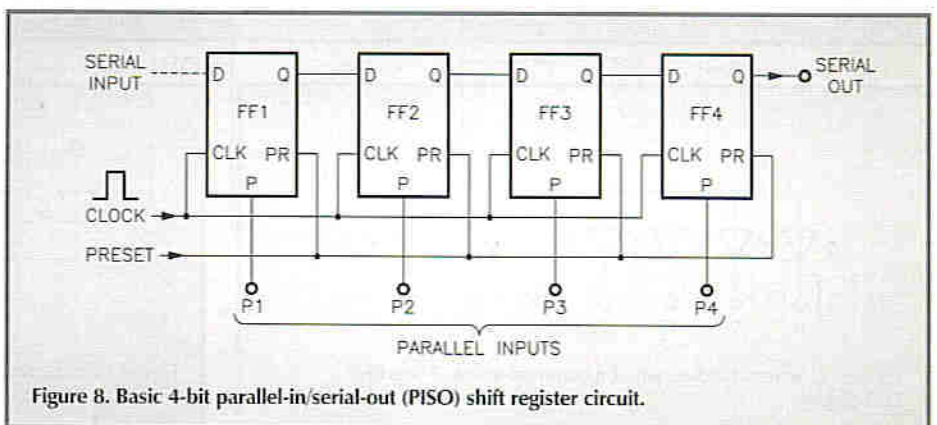 SERIAL INPUT
D Q D Q D Q D Q
SERIAL OUT
FF1 FF2 FF3 FF4
CLK PR CLK PR CLK PR CLK PR
P P P P
CLOCK
PRESET
P1 P2 P3 P4
PARALLEL INPUTS
Figure 8. Basic 4-bit parallel-in/serial-out (PISO) shift register circuit.